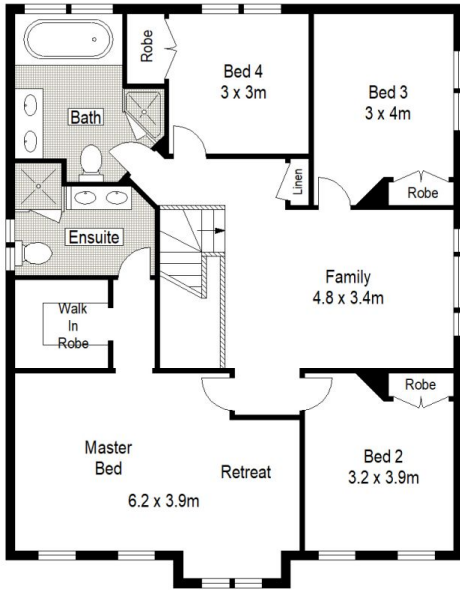 Robe
Bed 4
3 x 3m
Bed 3
3 x 4m
Bath
Linen
Robe
Ensuite
Family
4.8 x 3.4m
Walk
In
Robe
Robe
Master
Bed
Retreat
6.2 x 3.9m
Bed 2
3.2 x 3.9m